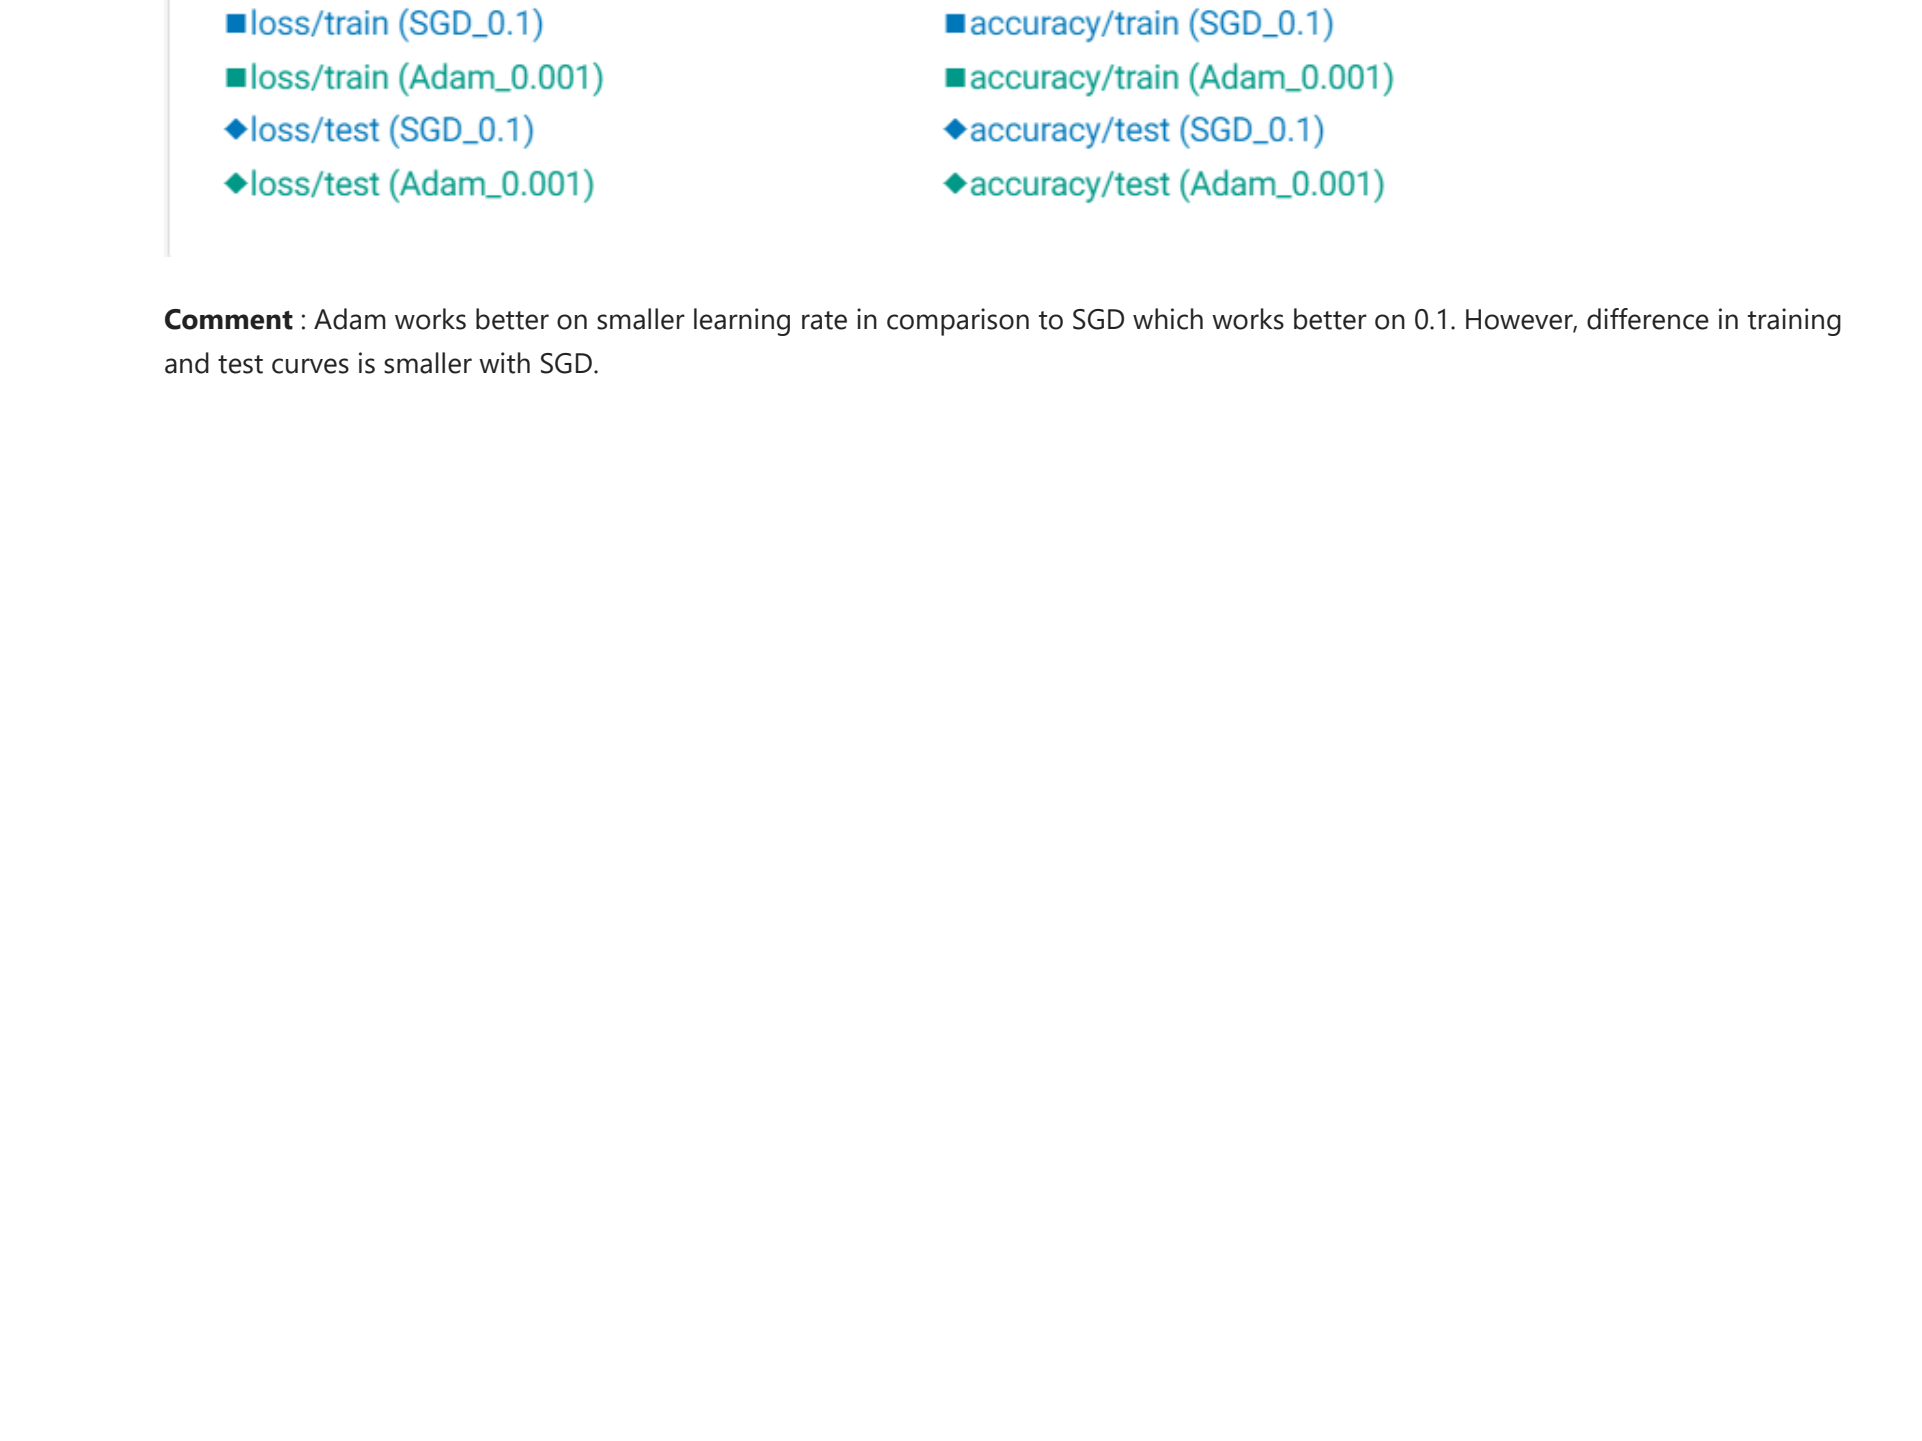 ■loss/train (SGD_0.1)
■loss/train (Adam_0.001)
◆loss/test (SGD_0.1)
◆loss/test (Adam_0.001)
■accuracy/train (SGD_0.1)
■accuracy/train (Adam_0.001)
◆accuracy/test (SGD_0.1)
◆accuracy/test (Adam_0.001)
Comment : Adam works better on smaller learning rate in comparison to SGD which works better on 0.1. However, difference in training
and test curves is smaller with SGD.